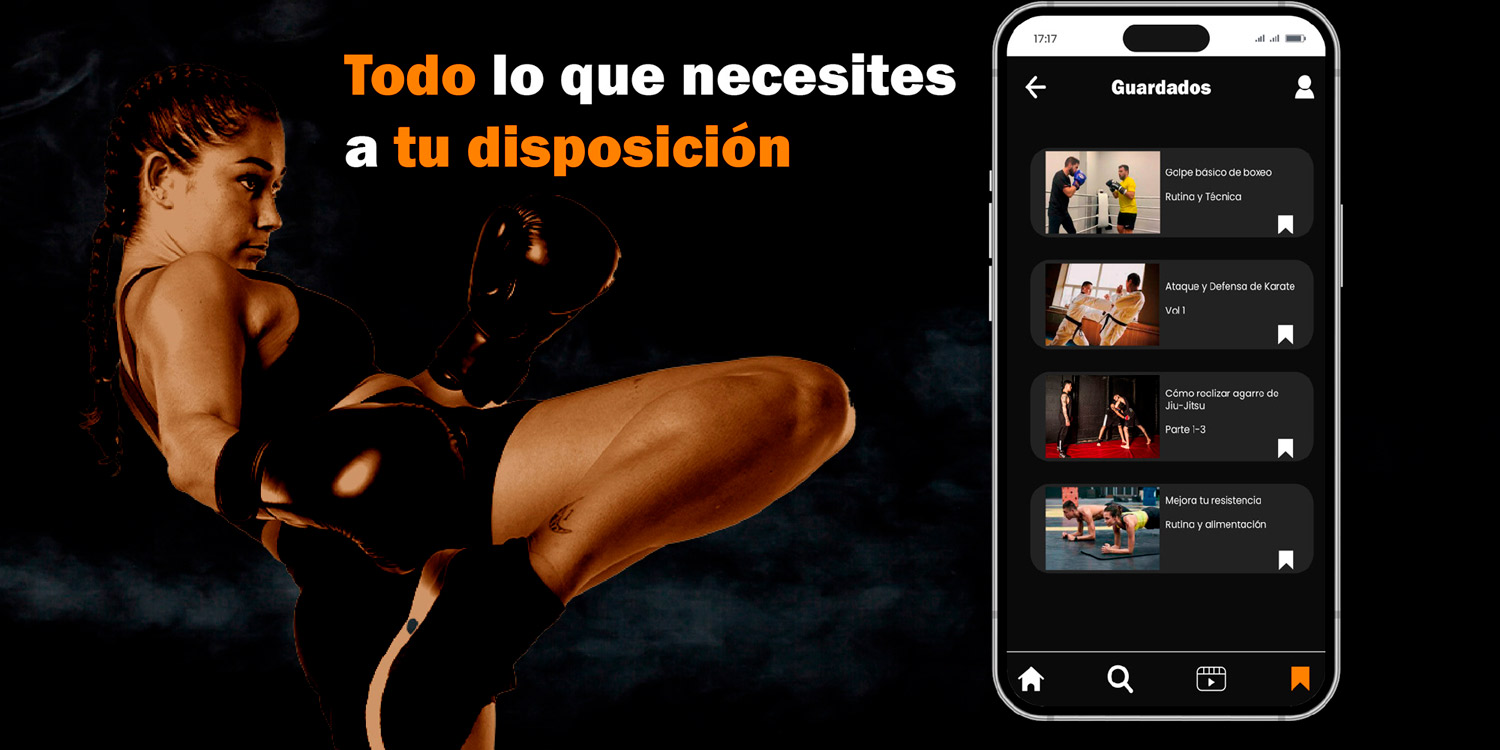 Todo lo que necesites
a tu disposición
17:17
Guardados
Golpe básico de boxeo
Rutina y Técnica
Ataque y Defensa de Karate
Vol 1
Cómo realizar agarre de
Jiu-Jitsu
Parte 1-3
Mejora tu resistencia
Rutina y alimentación